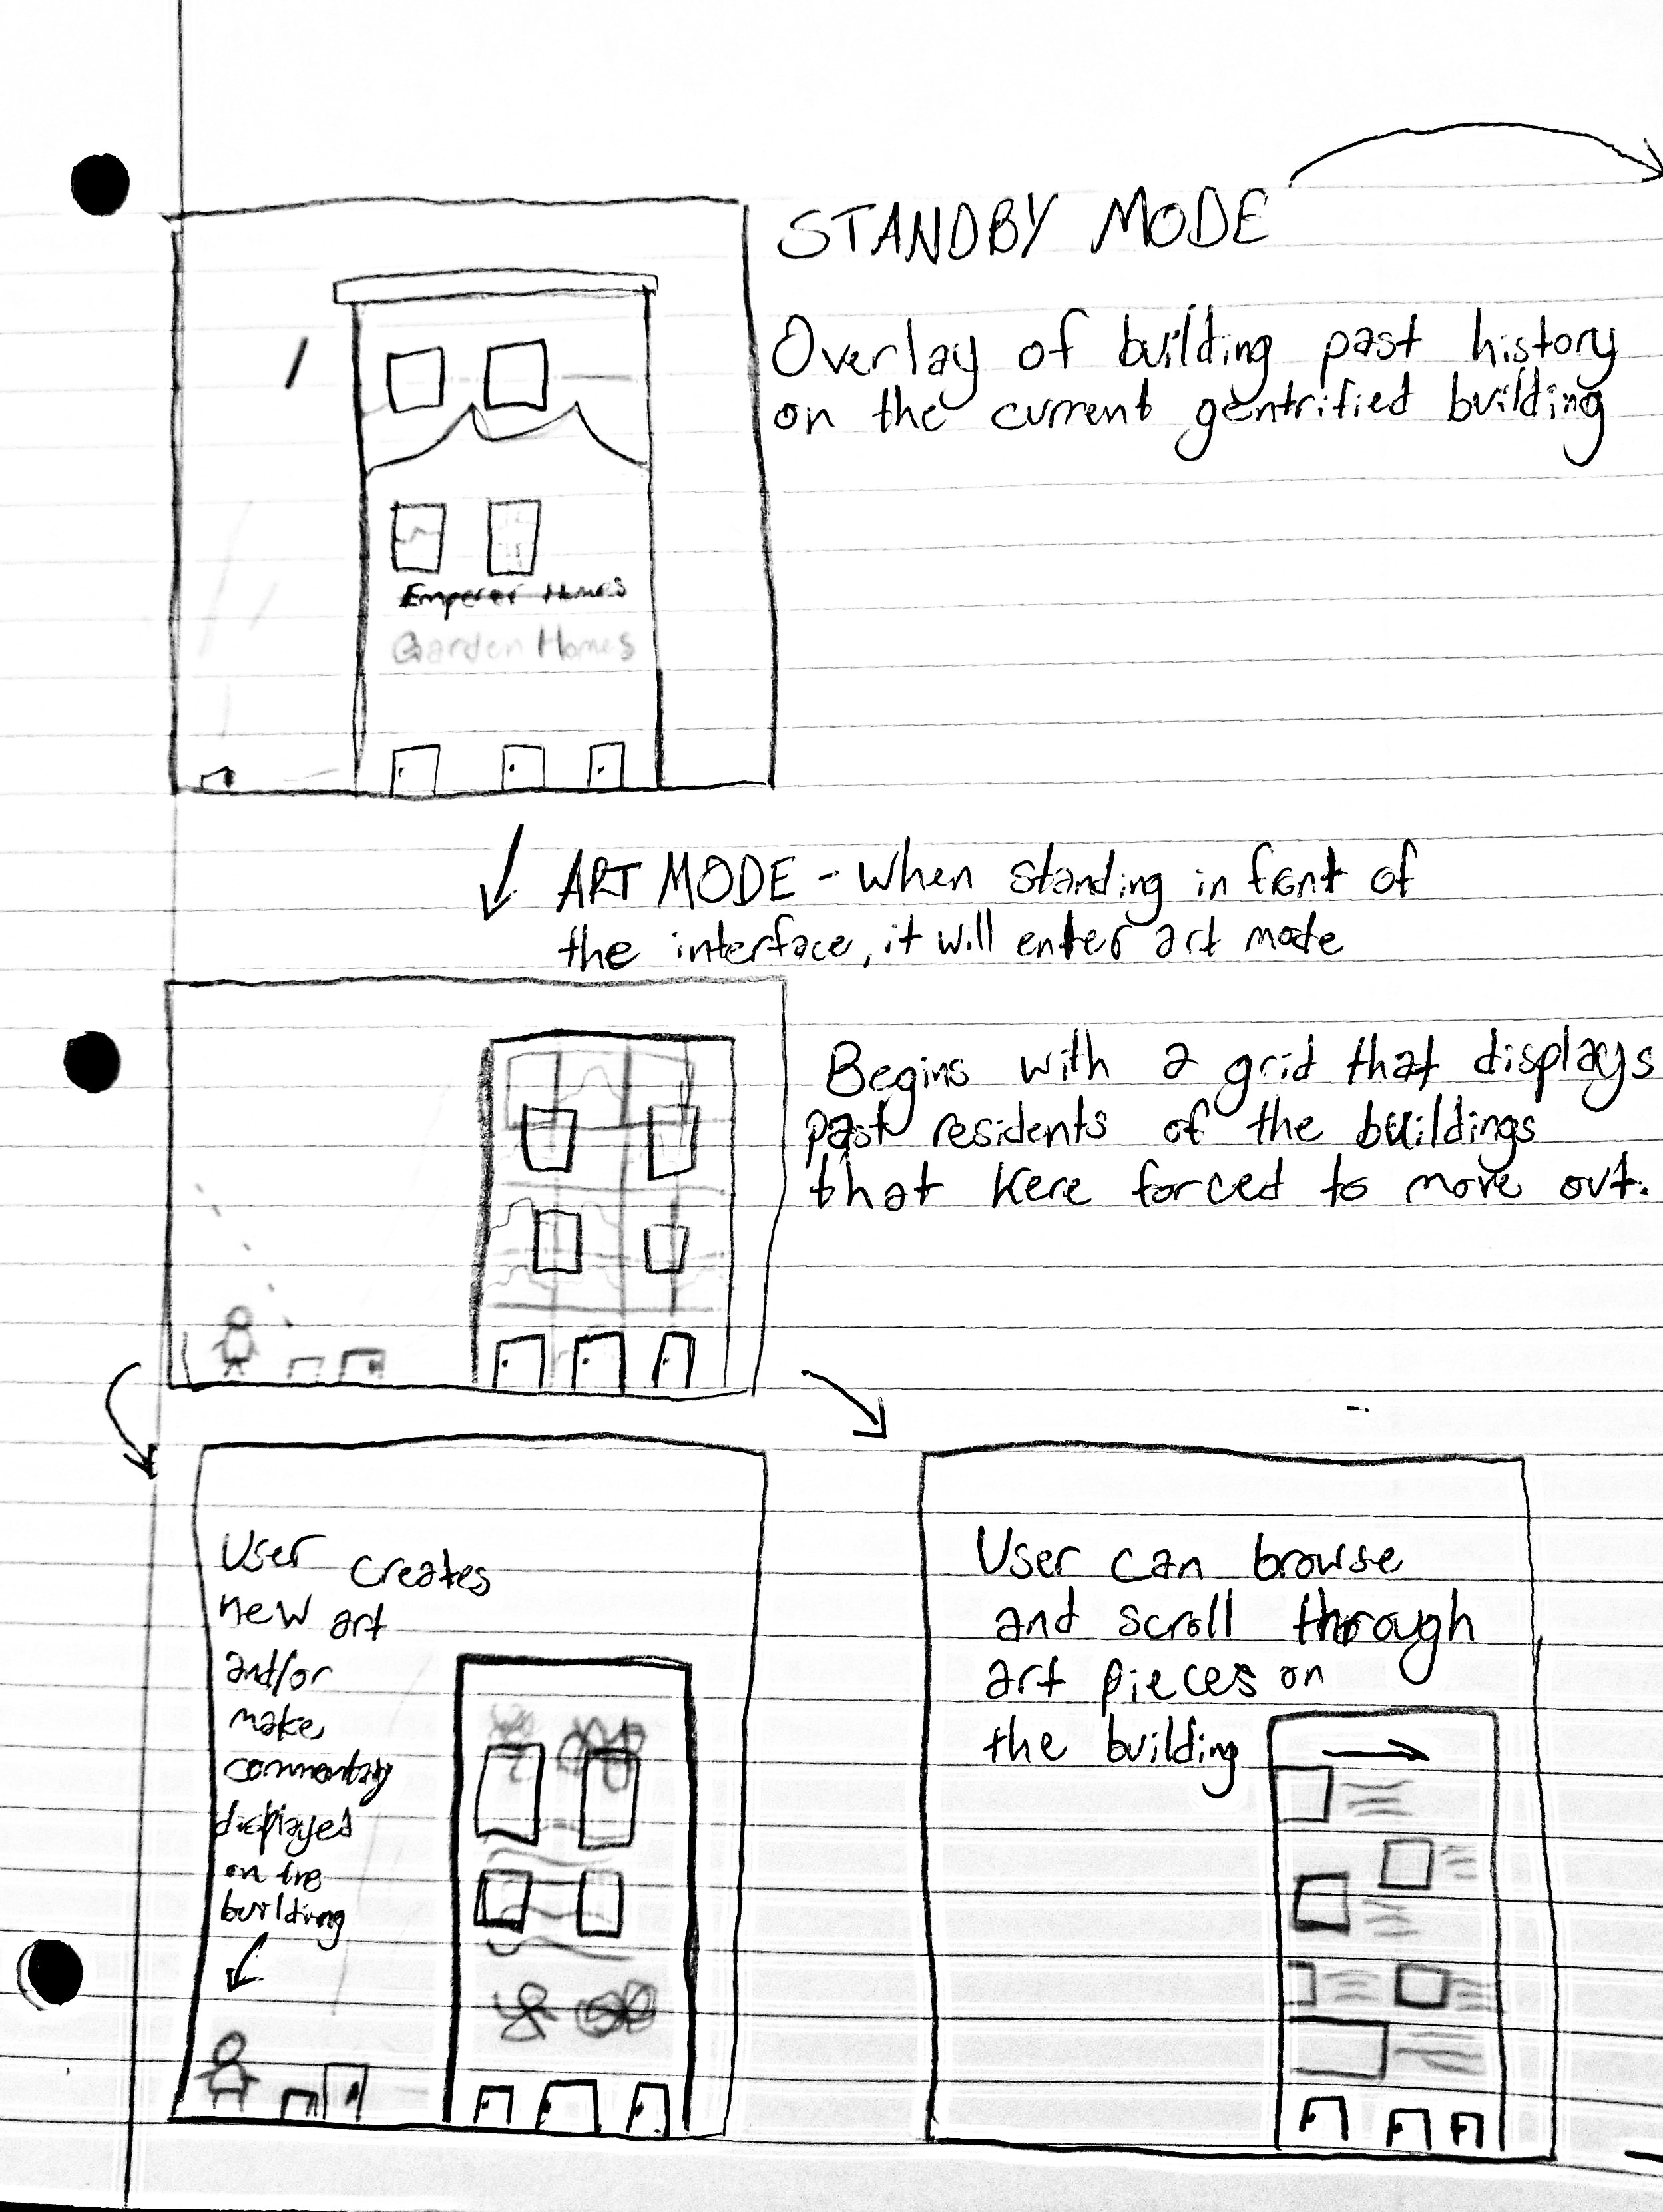 STANDBY MODE
Overlay of building past history
on the current gentrified building
Emperor Homes
Garden Homes
ART MODE - When standing in front of
the interface, it will enter art mode
Begins with a grid that displays
past residents of the buildings
that were forced to move out.
User creates
new art
and/or
make
commentary
displayed
on the
building
User can browse
and scroll through
art pieces on
the building